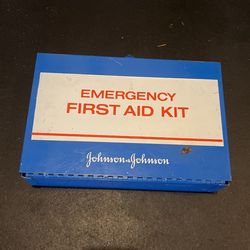 EMERGENCY
FIRST AID KIT
Johnson & Johnson